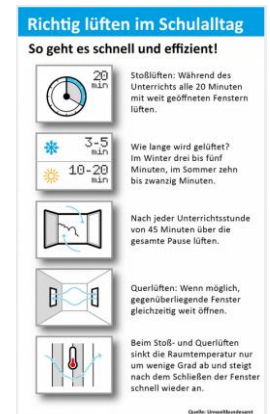 Richtig lüften im Schulalltag
So geht es schnell und effizient!
20
min
Stoßlüften: Während des
Unterrichts alle 20 Minuten
mit weit geöffneten Fenstern
lüften.
3-5
min
10-20
min
Wie lange wird gelüftet?
Im Winter drei bis fünf
Minuten, im Sommer zehn
bis zwanzig Minuten.
Nach jeder Unterrichtsstunde
von 45 Minuten über die
gesamte Pause lüften.
Querlüften: Wenn möglich,
gegenüberliegende Fenster
gleichzeitig weit öffnen.
Beim Stoß- und Querlüften
sinkt die Raumtemperatur nur
um wenige Grad ab und steigt
nach dem Schließen der Fenster
schnell wieder an.
Quelle: Umweltbundesamt